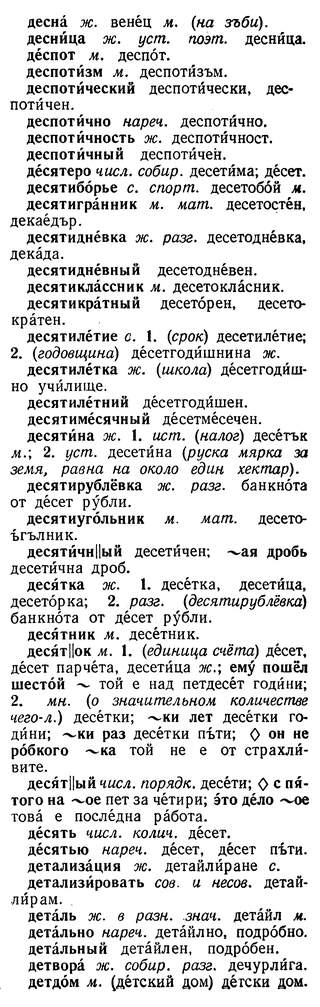 десна́ ж. вене́ц м. (на зъби).
десни́ца ж. уст. поэт. десни́ца.
де́спот м. деспо́т.
деспоти́зм м. деспоти́зъм.
деспоти́ческий деспоти́чески, дес-
поти́чен.
деспоти́чно нареч. деспоти́чно.
деспоти́чность ж. деспоти́чност.
деспоти́чный деспоти́чен.
де́сятеро числ. собир. десети́ма; де́сет.
десятибо́рье с. спорт. десетобо́й м.
десятигра́нник м. мат. десетосте́н,
декае́дър.
десятидне́вка ж. разг. десетодне́вка,
дека́да.
десятидне́вный десетодне́вен.
десятикла́ссник м. десетокла́сник.
десятикра́тный десето́рен, десето-
кра́тен.
десятиле́тие с. 1. (срок) десетиле́тие;
2. (годовщина) де́сетгоди́шнина ж.
десятиле́тка ж. (школа) де́сетгоди́ш-
но учи́лище.
десятиле́тний де́сетгоди́шен.
десятиме́сячный де́сетме́сечен.
десяти́на ж. 1. ист. (налог) десе́тък
м.; 2. уст. десети́на (руска мярка за
земя, равна на около един хектар).
десятирублёвка ж. разг. банкно́та
от де́сет ру́бли.
десятиуго́льник м. мат. десето-
ъ́гълник.
десяти́чн||ый десети́чен; ~ая дробь
десети́чна дроб.
деся́тка ж. 1. десе́тка, десети́ца,
десето́рка; 2. разг. (десятирублёвка)
банкно́та от де́сет ру́бли.
деся́тник м. десе́тник.
деся́т||ок м. 1. (единица счёта) де́сет,
де́сет парче́та, десети́ца ж.; ему́ пошёл
шесто́й ~ той е над петдесе́т годи́ни;
2. мн. (о значительном количестве
чего-л.) десе́тки; ~ки лет десе́тки го-
ди́ни; ~ки раз десе́тки пъ́ти; ◊ он не
ро́бкого ~ка той не е от страхли́-
вите.
деся́т||ый числ. порядк. десе́ти; ◊ с пя́-
того на ~ое пет за че́тири; э́то де́ло ~ое
това́ е после́дна ра́бота.
де́сять числ. колич. де́сет.
де́сятью нареч. де́сет, де́сет пъ́ти.
детализа́ция ж. детайли́ране с.
детализи́ровать сов. и несов. детай-
ли́рам.
дета́ль ж. в разн. знач. дета́йл м.
дета́льно нареч. дета́йлно, подро́бно.
дета́льный дета́йлен, подро́бен.
детвора́ ж. собир. разг. дечурли́га.
детдо́м м. (де́тский дом) де́тски дом.